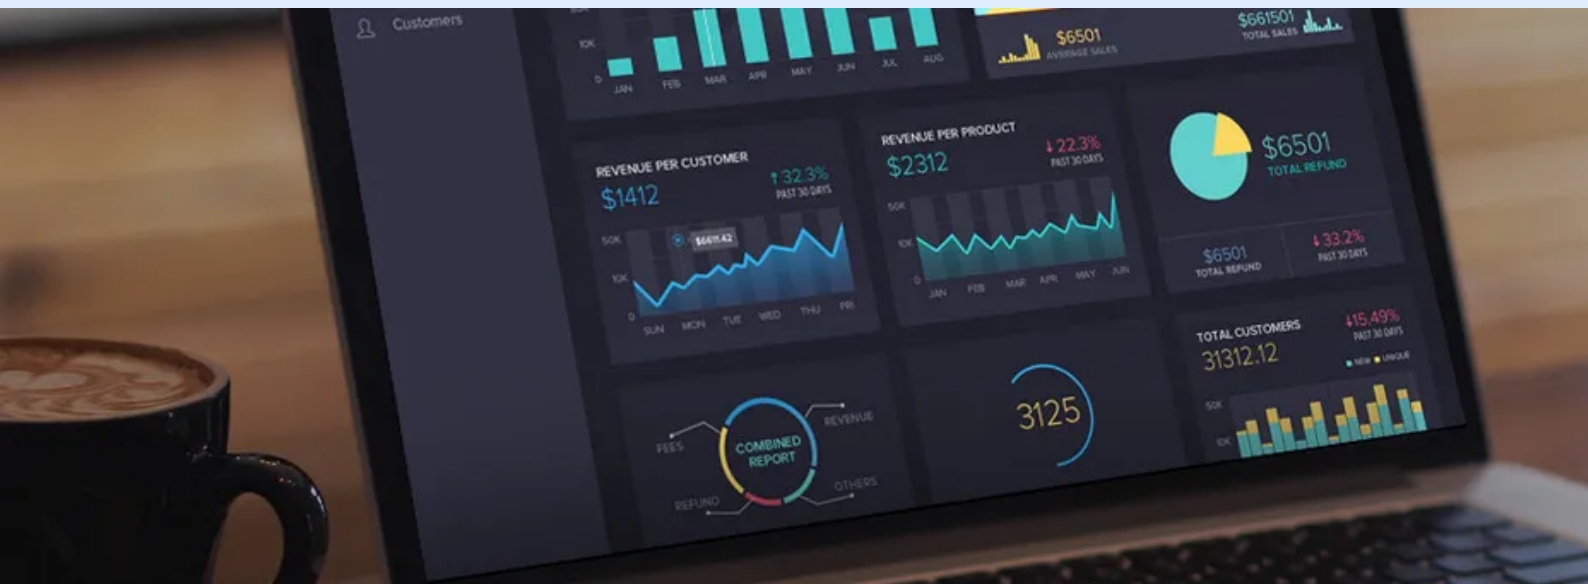 Customers
10K
0
JAN FEB MAR APR MAY JUN JUL AUG
$6501
AVERAGE SALES
$661501
TOTAL SALES
REVENUE PER CUSTOMER
$1412
↑32.3%
PAST 30 DAYS
50K
10K
0
SUN MON TUE WED THU FRI
REVENUE PER PRODUCT
$2312
↓22.3%
PAST 30 DAYS
50K
10K
0
JAN FEB MAR APR MAY JUN
$6501
TOTAL REFUND
$6501
TOTAL REFUND
↓33.2%
PAST 30 DAYS
COMBINED
REPORT
FEES
REVENUE
REFUND
OTHERS
3125
TOTAL CUSTOMERS
31312.12
↓15.49%
PAST 30 DAYS
NEW UNIQUE
50K
10K